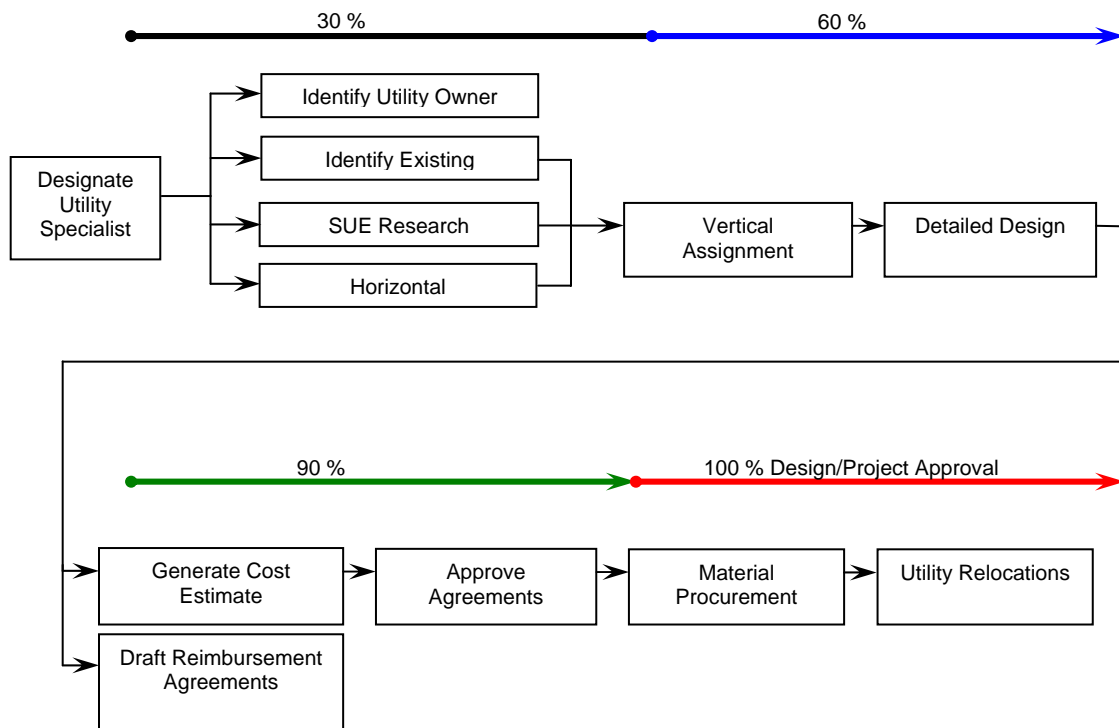 30 %
60 %
Identify Utility Owner
Identify Existing
Designate
Utility
Specialist
SUE Research
Horizontal
Vertical
Assignment
Detailed Design
90 %
100 % Design/Project Approval
Generate Cost
Estimate
Approve
Agreements
Material
Procurement
Utility Relocations
Draft Reimbursement
Agreements